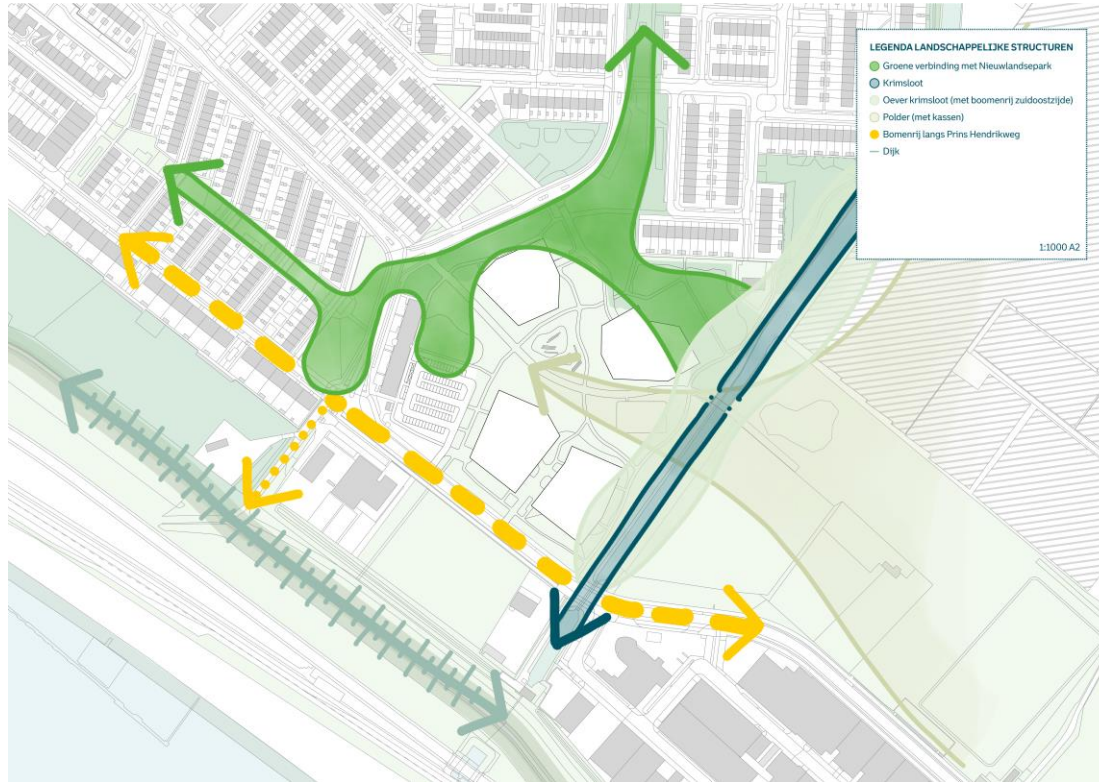 LEGENDA LANDSCHAPPELIJKE STRUCTUREN
Groene verbinding met Nieuwlandsepark
Krimsloot
Oever krimsloot (met boomenrij zuidoostzijde)
Polder (met kassen)
Bomenrij langs Prins Hendrikweg
Dijk
1:1000 A2